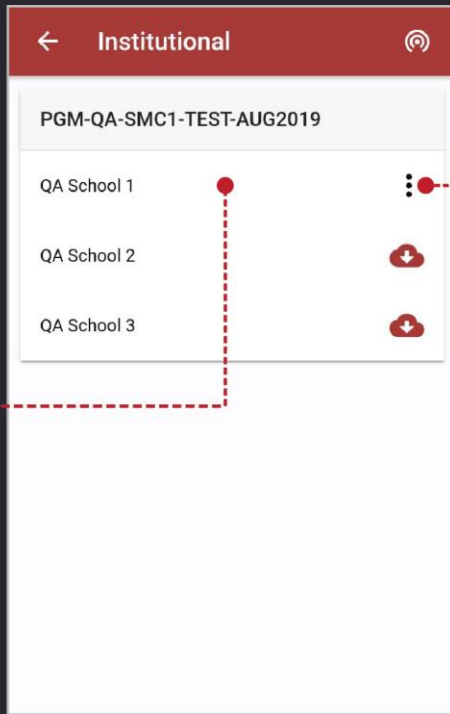 Institutional
PGM-QA-SMC1-TEST-AUG2019
QA School 1
QA School 2
QA School 3